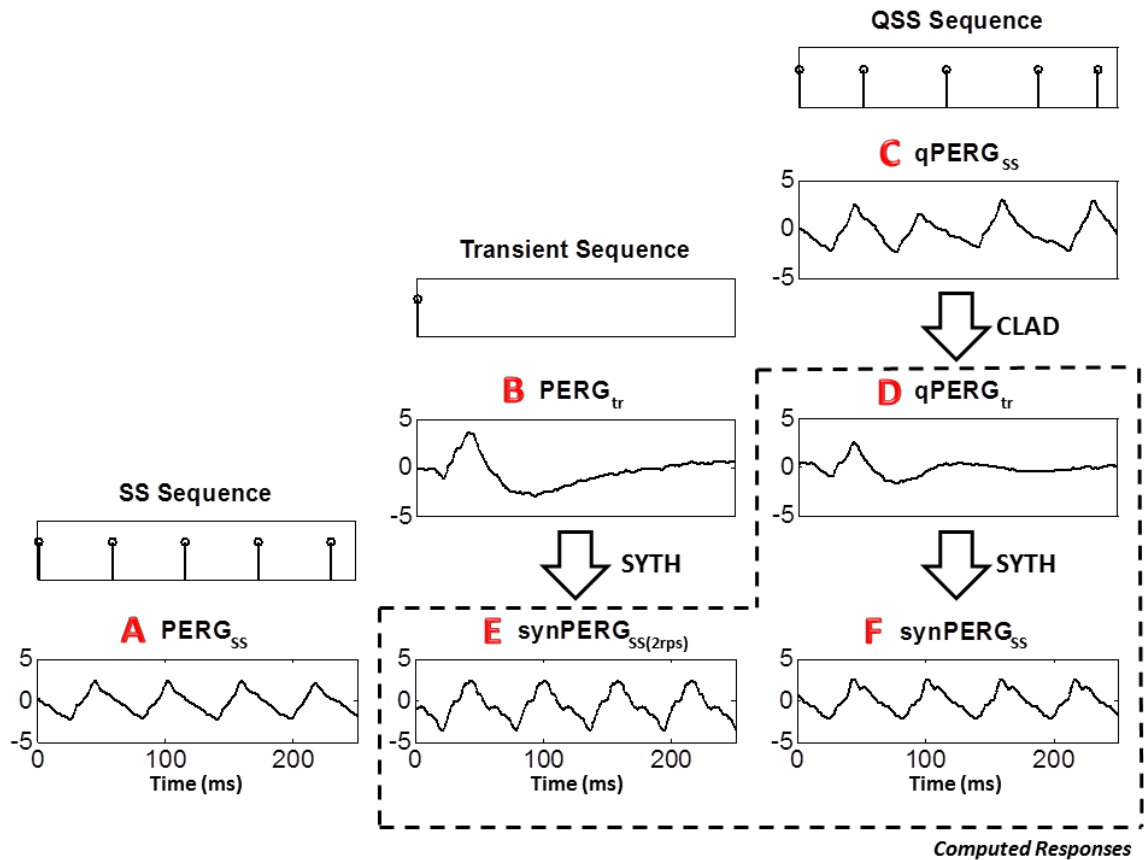 QSS Sequence
C qPERGSS
5
0
-5
Transient Sequence
CLAD
B PERGtr
5
0
-5
D qPERGtr
5
0
-5
SS Sequence
SYTH
SYTH
A PERGSS
5
0
-5
0 100 200
Time (ms)
E synPERGSS(2rps)
5
0
-5
0 100 200
Time (ms)
F synPERGSS
5
0
-5
0 100 200
Time (ms)
Computed Responses